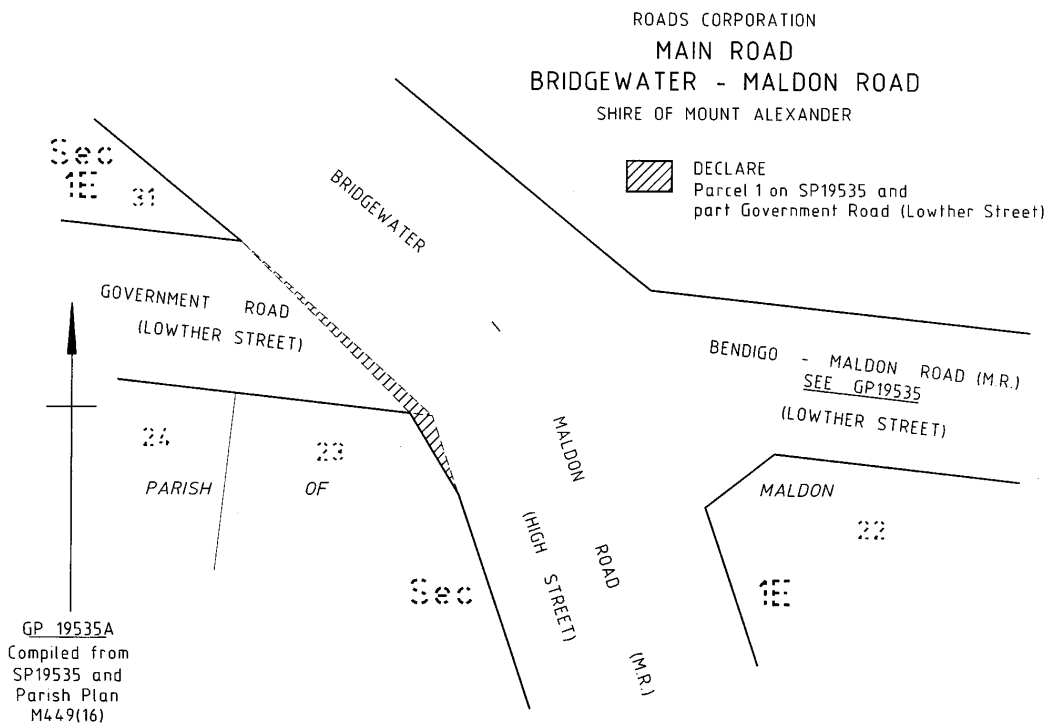 ROADS CORPORATION
MAIN ROAD
BRIDGEWATER - MALDON ROAD
SHIRE OF MOUNT ALEXANDER
DECLARE
Parcel 1 on SP19535 and
part Government Road (Lowther Street)
Sec
1E 31
BRIDGEWATER
GOVERNMENT ROAD
(LOWTHER STREET)
BENDIGO - MALDON ROAD (M.R.)
SEE GP19535
(LOWTHER STREET)
24
23
PARISH OF MALDON
22
MALDON ROAD (M.R.)
(HIGH STREET)
Sec 1E
GP 19535A
Compiled from
SP19535 and
Parish Plan
M449(16)